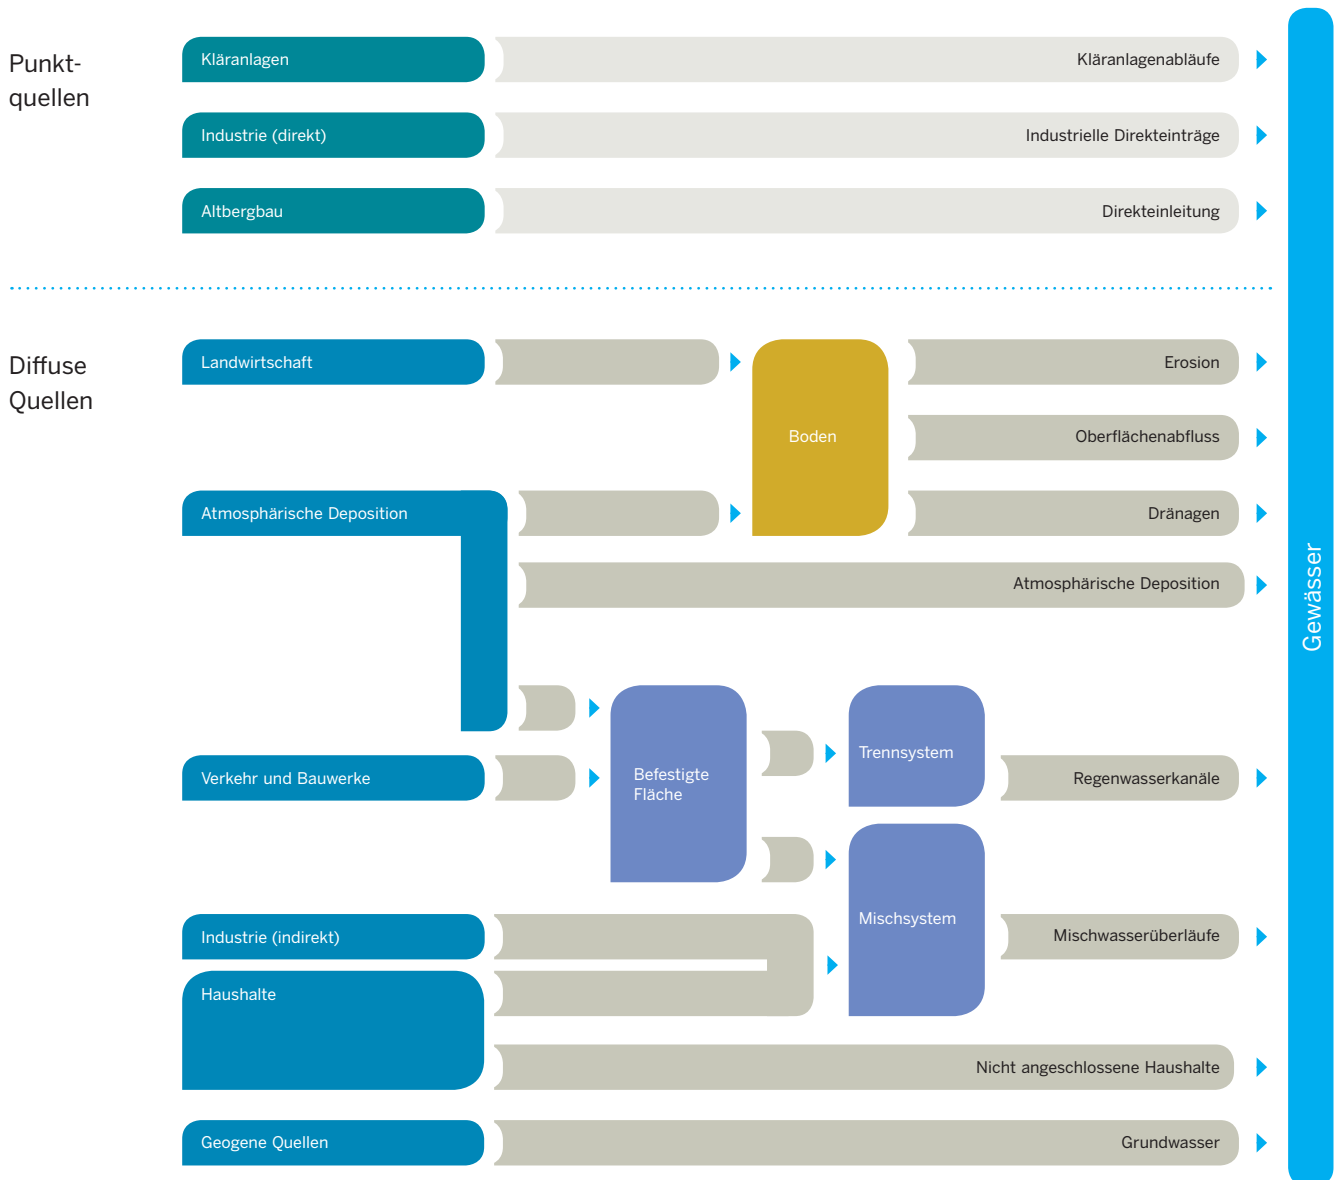 Punkt-
quellen
Kläranlagen
Kläranlagenabläufe
Industrie (direkt)
Industrielle Direkteinträge
Altbergbau
Direkteinleitung
Diffuse
Quellen
Landwirtschaft
Boden
Erosion
Oberflächenabfluss
Atmosphärische Deposition
Dränagen
Atmosphärische Deposition
Verkehr und Bauwerke
Befestigte
Fläche
Trennsystem
Regenwasserkanäle
Industrie (indirekt)
Mischsystem
Mischwasserüberläufe
Haushalte
Nicht angeschlossene Haushalte
Geogene Quellen
Grundwasser
Gewässer